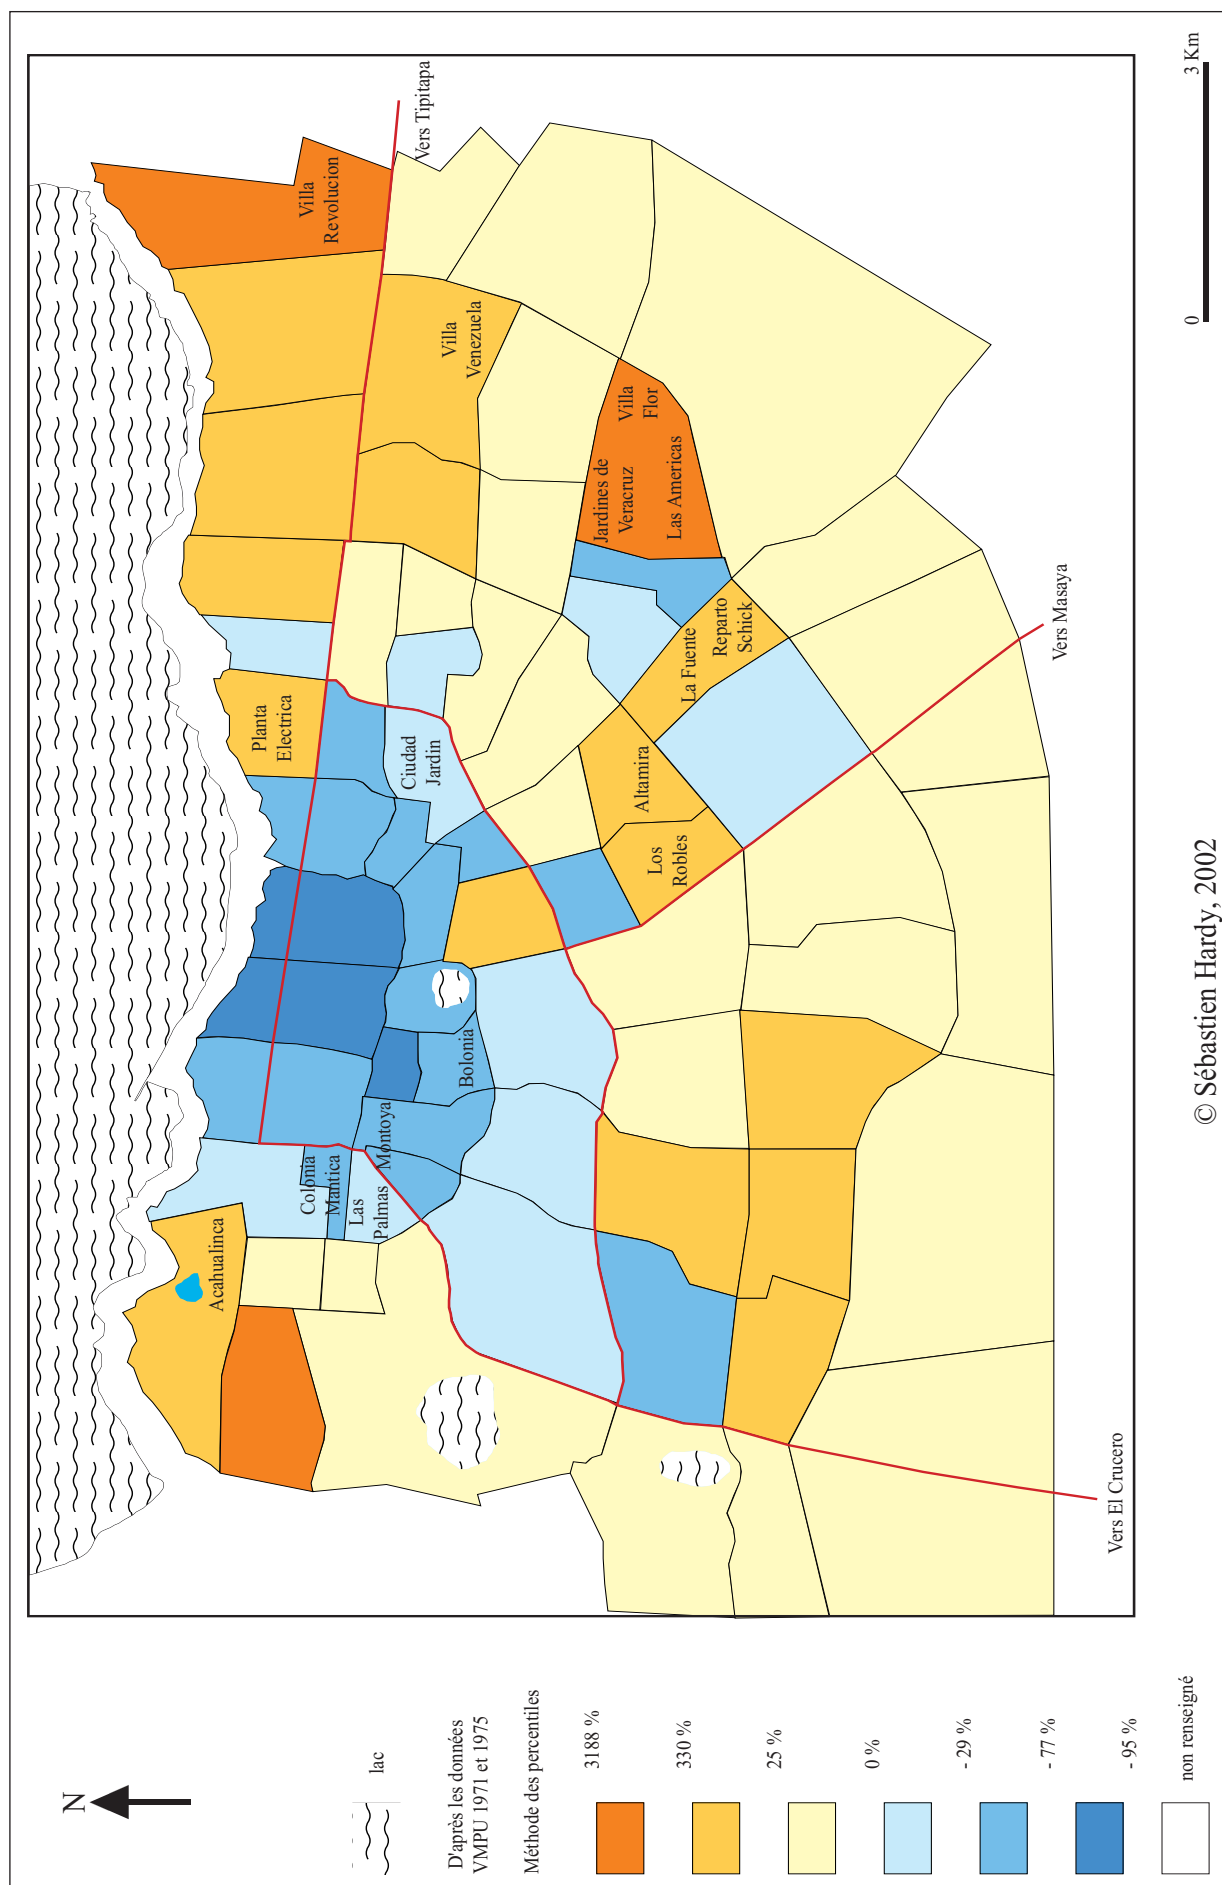 N
lac
D'après les données
VMPU 1971 et 1975
Méthode des percentiles
3188 %
330 %
25 %
0 %
- 29 %
- 77 %
- 95 %
non renseigné
Acahualinca
Colonia
Mantica
Las
Palmas
Montoya
Bolonia
Planta
Electrica
Ciudad
Jardin
Los
Robles
Altamira
La Fuente
Reparto
Schick
Jardines de
Veracruz
Las Americas
Villa
Flor
Villa
Venezuela
Villa
Revolucion
Vers Tipitapa
Vers Masaya
Vers El Crucero
0
3 Km
© Sébastien Hardy, 2002